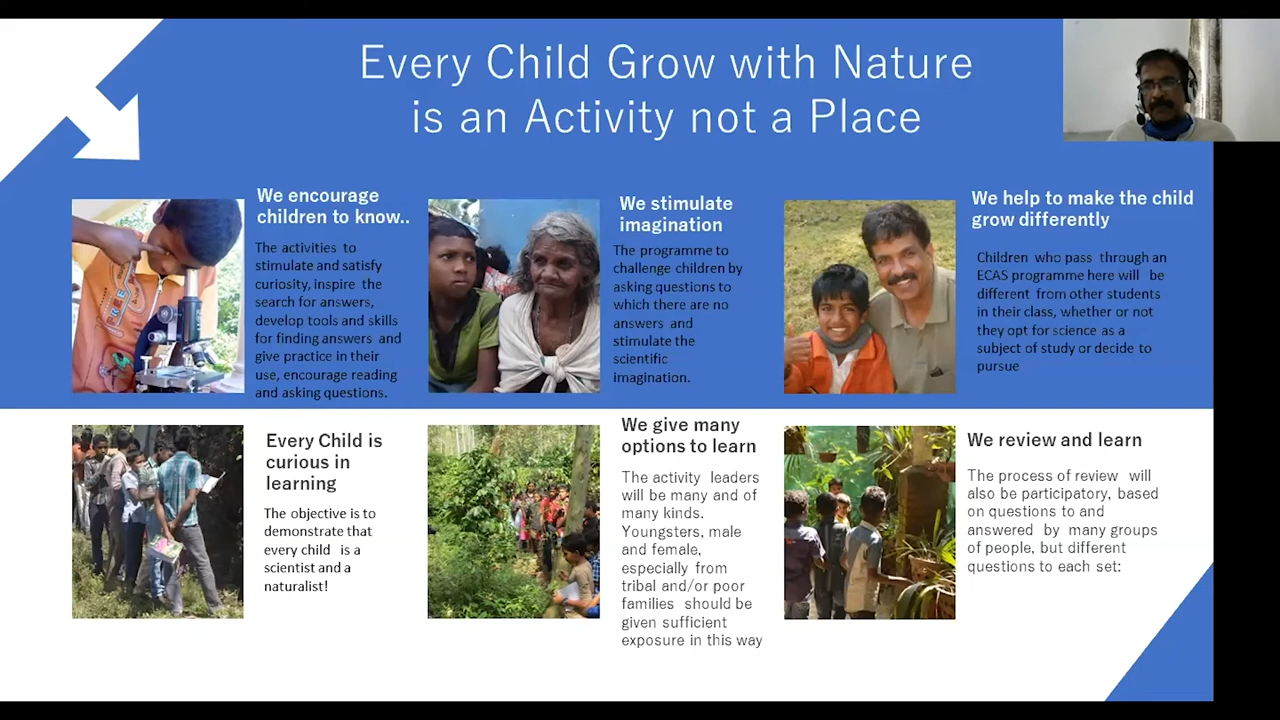 Every Child Grow with Nature
is an Activity not a Place
We encourage
children to know..
The activities to
stimulate and satisfy
curiosity, inspire the
search for answers,
develop tools and skills
for finding answers and
give practice in their
use, encourage reading
and asking questions.
We stimulate
imagination
The programme to
challenge children by
asking questions to
which there are no
answers and
stimulate the
scientific
imagination.
We help to make the child
grow differently
Children who pass through an
ECAS programme here will be
different from other students
in their class, whether or not
they opt for science as a
subject of study or decide to
pursue
Every Child is
curious in
learning
The objective is to
demonstrate that
every child is a
scientist and a
naturalist!
We give many
options to learn
The activity leaders
will be many and of
many kinds.
Youngsters, male
and female,
especially from
tribal and/or poor
families should be
given sufficient
exposure in this way
We review and learn
The process of review will
also be participatory, based
on questions to and
answered by many groups
of people, but different
questions to each set: